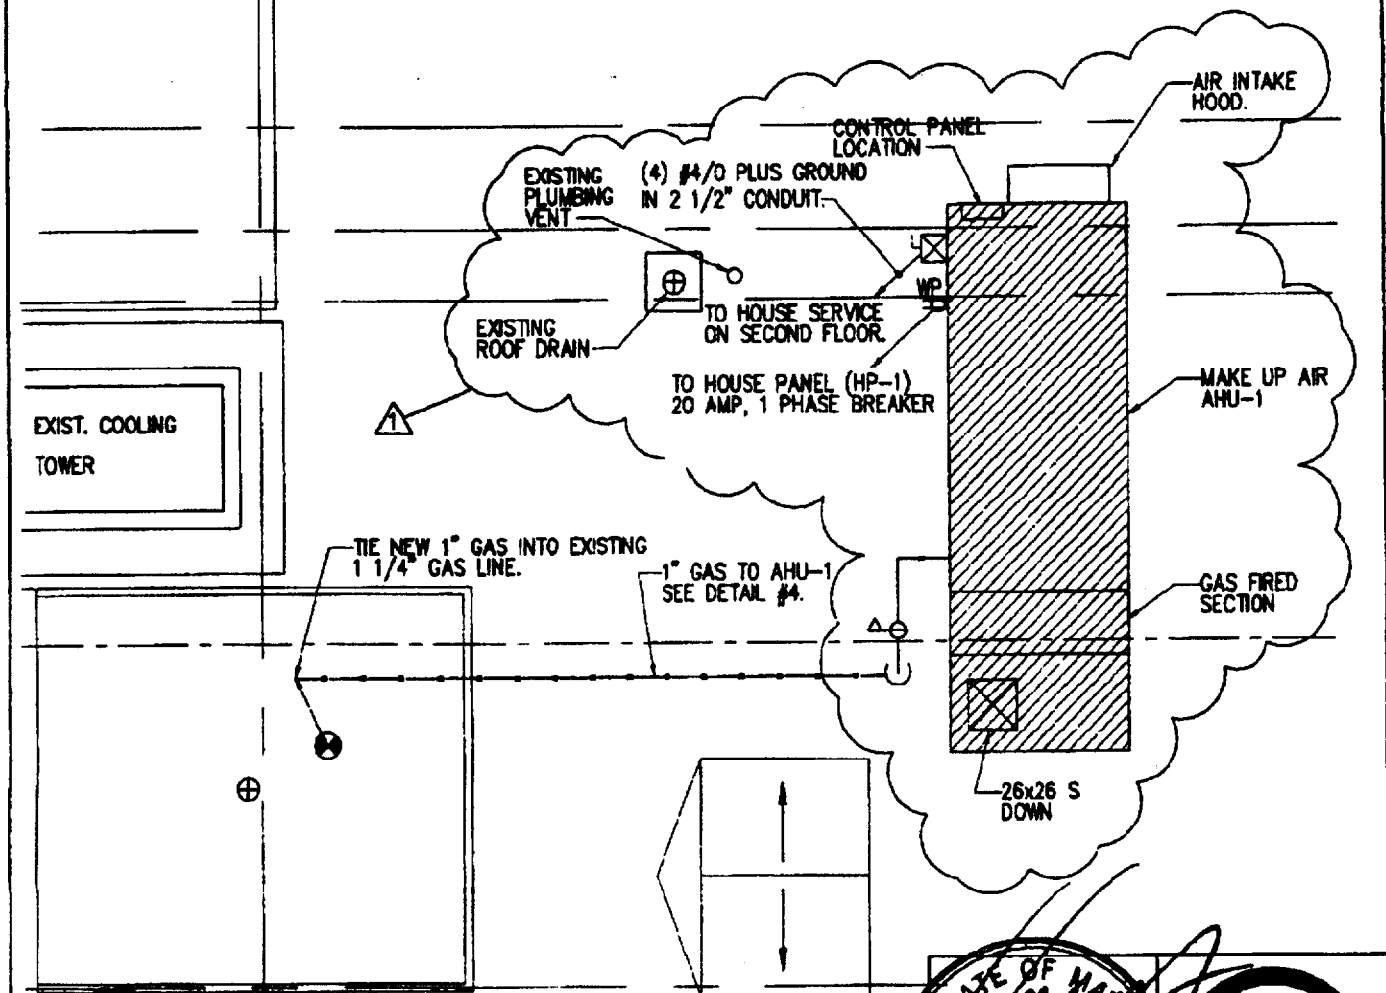 AIR INTAKE
HOOD.
CONTROL PANEL
LOCATION
EXISTING
PLUMBING
VENT
(4) #4/0 PLUS GROUND
IN 2 1/2" CONDUIT.
WP
TO HOUSE SERVICE
ON SECOND FLOOR.
EXISTING
ROOF DRAIN
TO HOUSE PANEL (HP-1)
20 AMP, 1 PHASE BREAKER
MAKE UP AIR
AHU-1
1
EXIST. COOLING
TOWER
TIE NEW 1" GAS INTO EXISTING
1 1/4" GAS LINE.
1" GAS TO AHU-1
SEE DETAIL #4.
GAS FIRED
SECTION
26x26 S
DOWN
OF